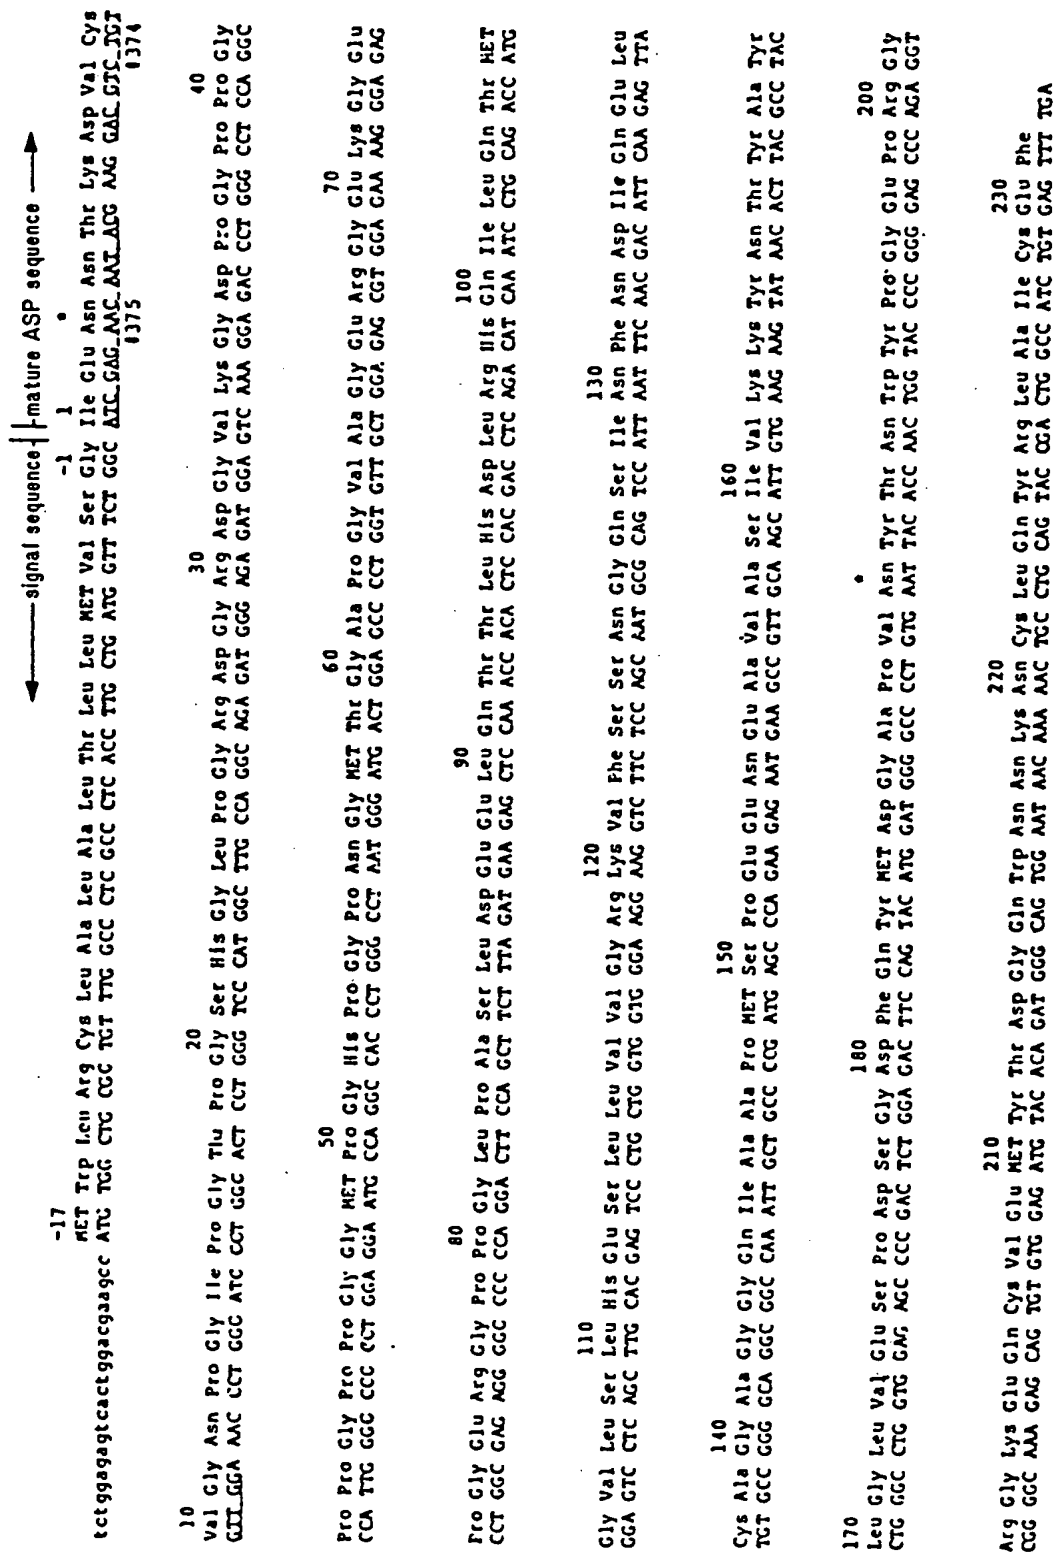 signal sequence mature ASP sequence
-17 -1 1 *
MET Trp Leu Arg Cys Leu Ala Leu Ala Leu Thr Leu Leu MET Val Ser Gly Ile Glu Asn Asn Thr Lys Asp Val Cys
tctggagagtcactggacgaagcc ATG TGG CTG CGC TGT TTG GCC CTC GCC CTC ACC TTG CTG ATG GTT TCT GGC ATC GAG AAC AAT ACG AAG GAC GTC TGT
#375 #374
10 20 30 40
Val Gly Asn Pro Gly Ile Pro Gly Thr Pro Gly Ser His Gly Leu Pro Gly Arg Asp Gly Arg Asp Gly Val Lys Gly Asp Pro Gly Pro Pro Gly
GTT GGA AAC CCT GGG ATC CCT GGC ACT CCT GGG TCC CAT GGC TTG CCA GGC AGA GAT GGG AGA GAT GGA GTC AAA GGA GAC CCT GGG CCT CCA GGC
50 60 70
Pro Pro Gly Pro Pro Gly Gly MET Pro Gly His Pro Gly Pro Asn Gly MET Thr Gly Ala Pro Gly Val Ala Gly Glu Arg Gly Glu Lys Gly Glu
CCA TTG GGG CCC CCT GGA GGA ATG CCA GGC CAC CCT GGG CCT AAT GGG ATG ACT GGA GCC CCT GGT GTT GCT GGA GAG CGT GGA GAA AAG GGA GAG
80 90 100
Pro Gly Glu Arg Gly Pro Pro Gly Leu Pro Ala Ser Leu Asp Glu Glu Leu Gln Thr Thr Leu His Asp Leu Arg His Gln Ile Leu Gln Thr MET
CCT GGC GAG AGG GGC CCC CCA GGA CTT CCA GCT TCT TTA GAT GAA GAG CTC CAA ACC ACA CTC CAC GAC CTC AGA CAT CAA ATC CTG CAG ACC ATG
110 120 130
Gly Val Leu Ser Leu His Glu Ser Leu Leu Val Val Gly Arg Lys Val Phe Ser Ser Asn Gly Gln Ser Ile Asn Phe Asn Asp Ile Gln Glu Leu
GGA GTC CTC AGC TTG CAC GAG TCC CTG CTG GTG GTG GGA AGG AAG GTC TTC TCC AGC AAT GCG CAG TCC ATT AAT TTC AAC GAC ATT CAA GAG TTA
140 150 160
Cys Ala Gly Ala Gly Gly Gln Ile Ala Ala Pro MET Ser Pro Glu Glu Asn Glu Ala Val Ala Ser Ile Val Lys Lys Tyr Asn Thr Tyr Ala Tyr
TGT GCC GGG GCA GGC GGC CAA ATT GCT GCC CCG ATG AGC CCA GAA GAG AAT GAA GCC GTT GCA AGC ATT GTG AAG AAG TAT AAC ACT TAC GCC TAC
170 180 * 200
Leu Gly Leu Val Glu Ser Pro Asp Ser Gly Asp Phe Gln Tyr MET Asp Gly Ala Pro Val Asn Tyr Thr Asn Trp Tyr Pro Gly Glu Pro Arg Gly
CTG GGC CTG GTG GAG AGC CCC GAC TCT GGA GAC TTC CAG TAC ATG GAT GGG GCC CCT GTG AAT TAC ACC AAC TGG TAC CCC GGG GAG CCC AGA GGT
210 220 230
Arg Gly Lys Glu Gln Cys Val Glu MET Tyr Thr Asp Gly Gln Trp Asn Asn Lys Asn Cys Leu Gln Tyr Arg Leu Ala Ile Cys Glu Phe
CGG GGC AAA GAG CAG TGT GTG GAG ATG TAC ACA GAT GGG CAG TGG AAT AAC AAA AAC TGC CTG CAG TAC CGA CTG GCC ATC TGT GAG TTT TGA